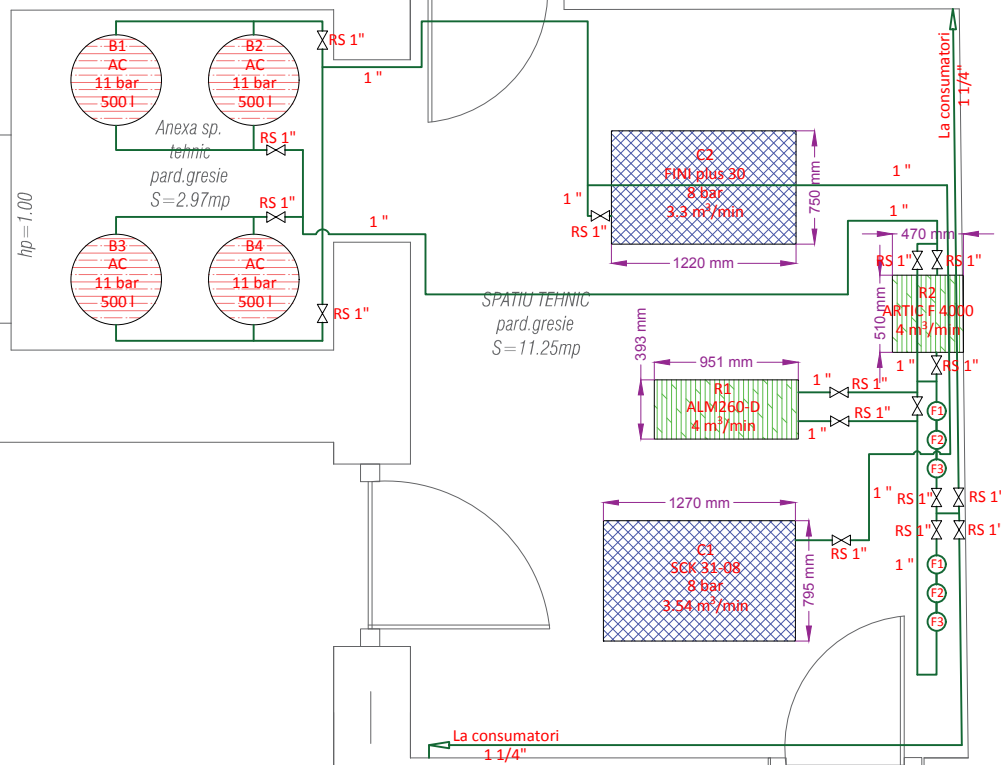 B1
AC
11 bar
500 l
B2
AC
11 bar
500 l
RS 1"
1 "
Anexa sp.
tehnic
pard.gresie
S=2.97mp
RS 1"
RS 1"
hp=1.00
B3
AC
11 bar
500 l
B4
AC
11 bar
500 l
1 "
RS 1"
La consumatori
1 1/4"
C2
FINI plus 30
8 bar
3.3 m³/min
750 mm
1220 mm
1 "
RS 1"
1 "
1 "
470 mm
RS 1"
RS 1"
R2
ARTIC F 4000
4 m³/min
510 mm
SPATIU TEHNIC
pard.gresie
S=11.25mp
393 mm
951 mm
R1
ALM260-D
4 m³/min
1 "
RS 1"
RS 1"
1 "
1 "
RS 1"
F1
F2
F3
1270 mm
C1
SCK 31-08
8 bar
3.54 m³/min
795 mm
1 "
RS 1"
RS 1"
RS 1'
RS 1"
RS 1'
1 "
F1
F2
F3
La consumatori
1 1/4"